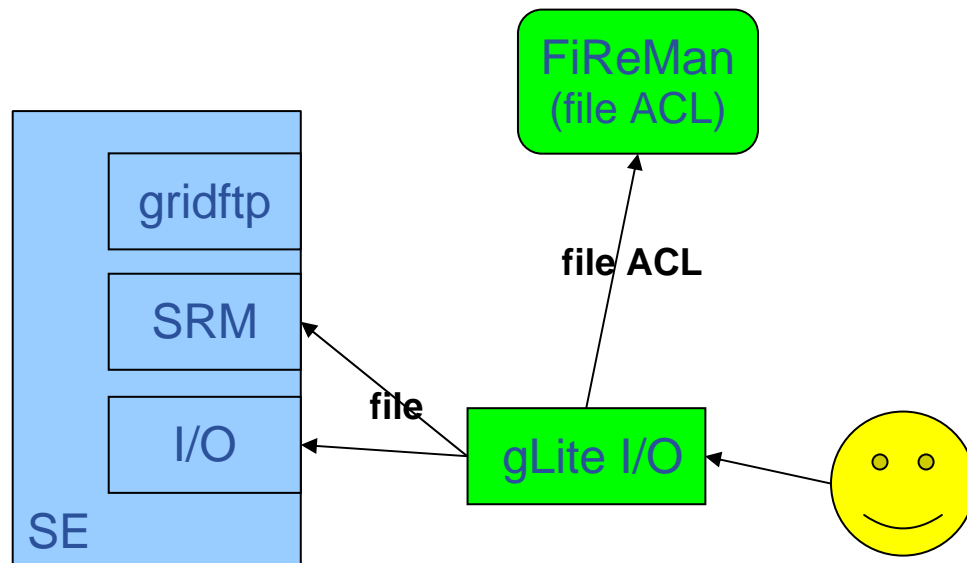 FiReMan
(file ACL)
gridftp
file ACL
SRM
file
I/O
gLite I/O
SE